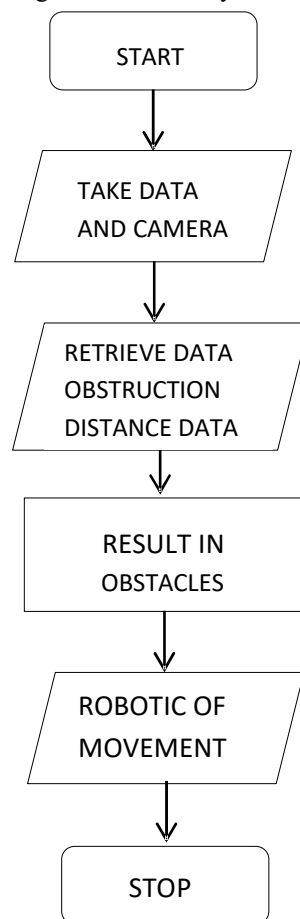 START
TAKE DATA
AND CAMERA
RETRIEVE DATA
OBSTRUCTION
DISTANCE DATA
RESULT IN
OBSTACLES
ROBOTIC OF
MOVEMENT
STOP